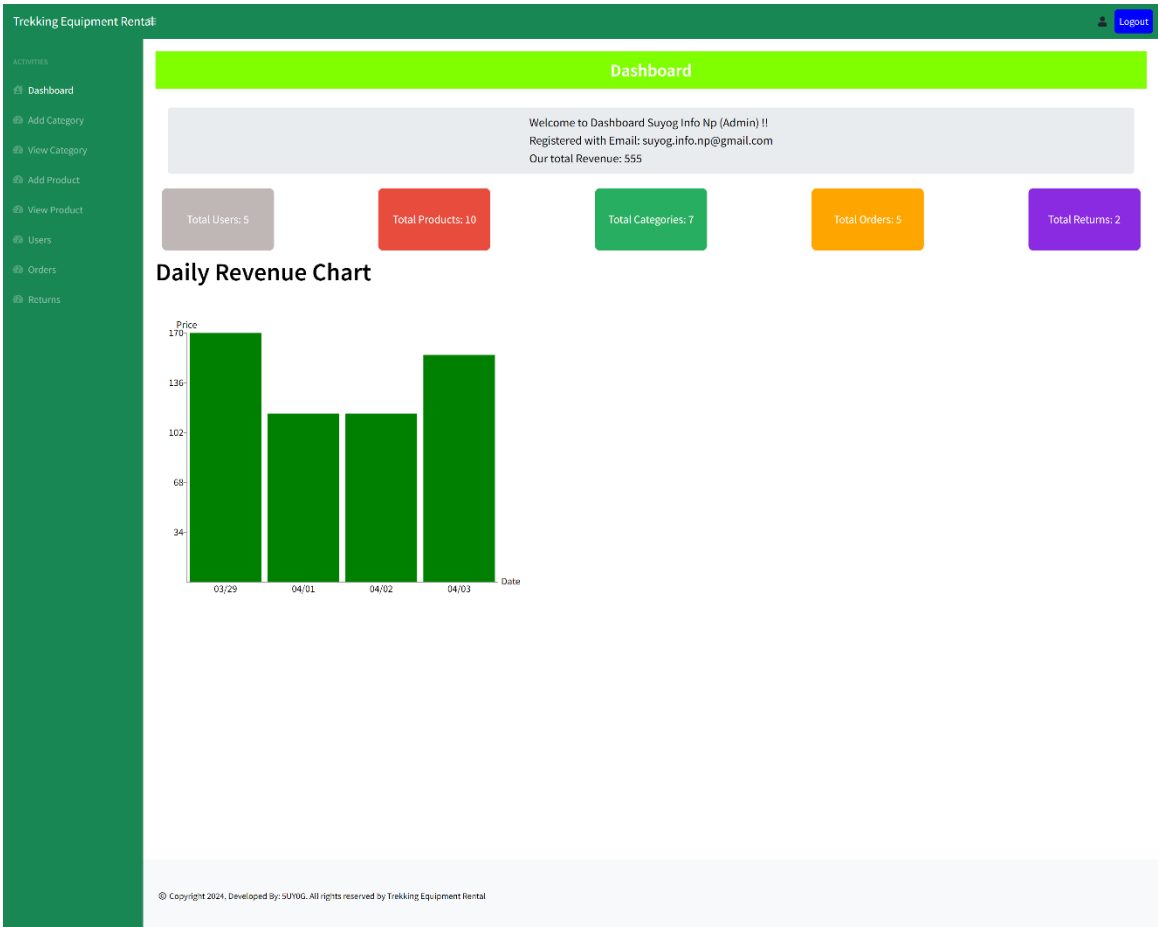 Trekking Equipment Rental
Logout
ACTIVITIES
Dashboard
Add Category
View Category
Add Product
View Product
Users
Orders
Returns
Dashboard
Welcome to Dashboard Suyog Info Np (Admin) !!
Registered with Email: suyog.info.np@gmail.com
Our total Revenue: 555
Total Users: 5
Total Products: 10
Total Categories: 7
Total Orders: 5
Total Returns: 2
Daily Revenue Chart
Price
170
136
102
68
34
03/29 04/01 04/02 04/03
Date
© Copyright 2024, Developed By: 5UY0G. All rights reserved by Trekking Equipment Rental